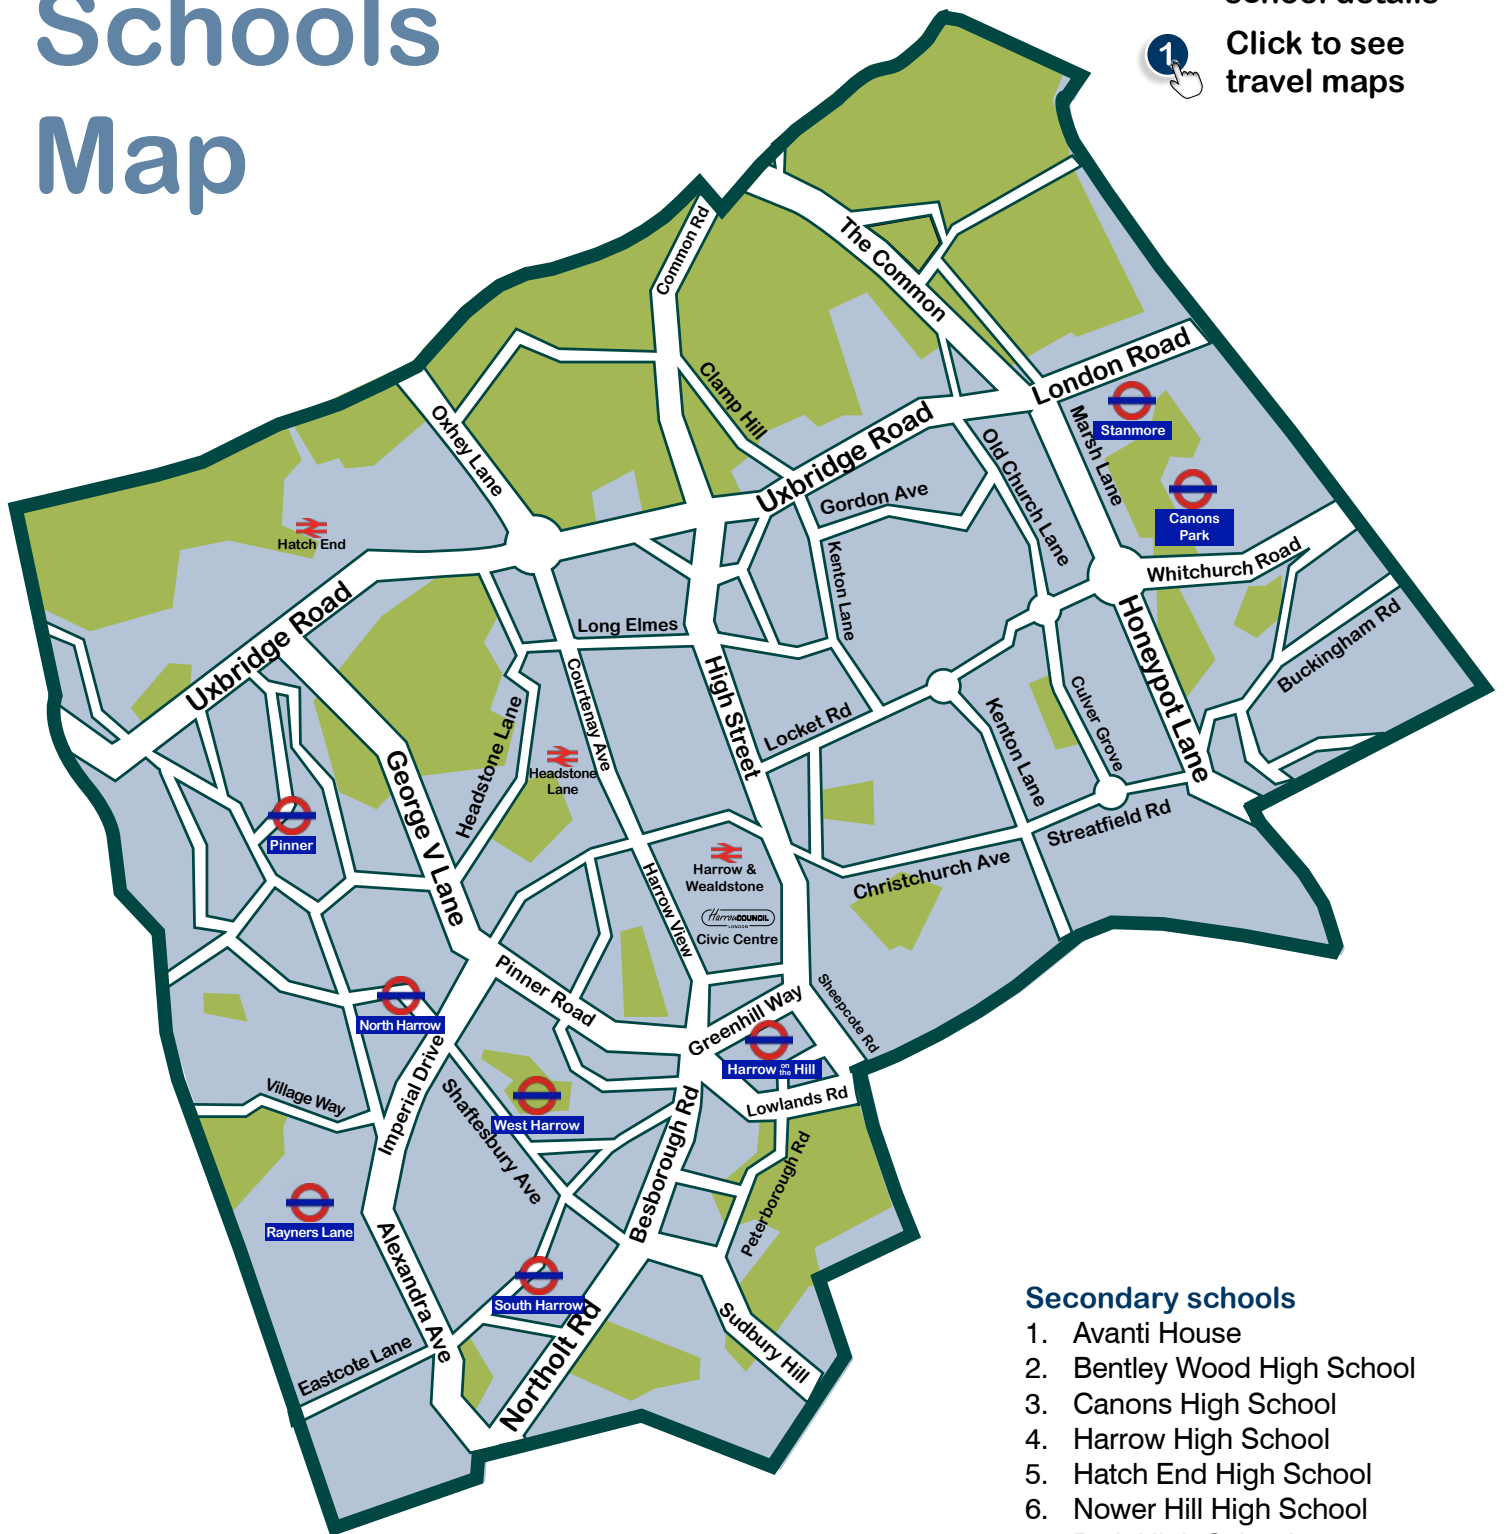 Schools
Map
school details
1
Click to see
travel maps
Common Rd
The Common
London Road
Clamp Hill
Oxhey Lane
Uxbridge Road
Marsh Lane
Stanmore
Old Church Lane
Gordon Ave
Canons
Park
Hatch End
Kenton Lane
Whitchurch Road
Uxbridge Road
Long Elmes
Honeypot Lane
Buckingham Rd
High Street
Courtenay Ave
Culver Grove
Locket Rd
Kenton Lane
Headstone Lane
Headstone
Lane
George V Lane
Pinner
Streatfield Rd
Harrow &
Wealdstone
Christchurch Ave
Harrow View
HarrowCOUNCIL
LONDON
Civic Centre
Pinner Road
Sheepcote Rd
North Harrow
Greenhill Way
Harrow on the Hill
Imperial Drive
Village Way
Shaftesbury Ave
West Harrow
Lowlands Rd
Besborough Rd
Peterborough Rd
Rayners Lane
Alexandra Ave
South Harrow
Northolt Rd
Sudbury Hill
Eastcote Lane
Secondary schools
1. Avanti House
2. Bentley Wood High School
3. Canons High School
4. Harrow High School
5. Hatch End High School
6. Nower Hill High School